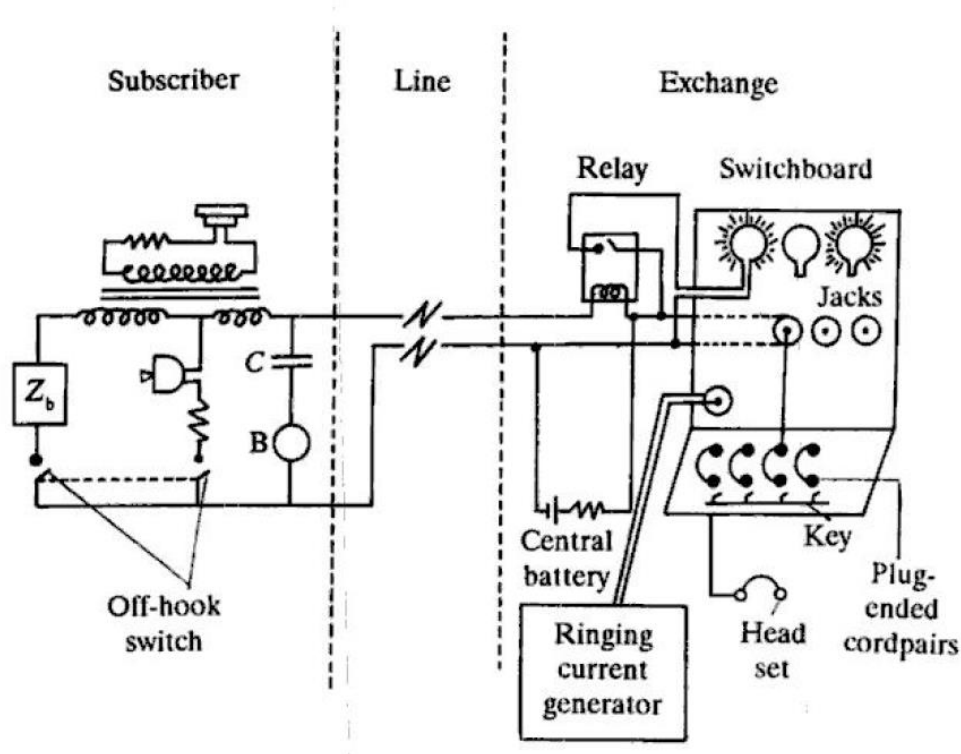 Subscriber
Line
Exchange
Relay
Switchboard
Jacks
C
Z_b
B
Central
battery
Key
Off-hook
switch
Ringing
current
generator
Head
set
Plug-
ended
cordpairs